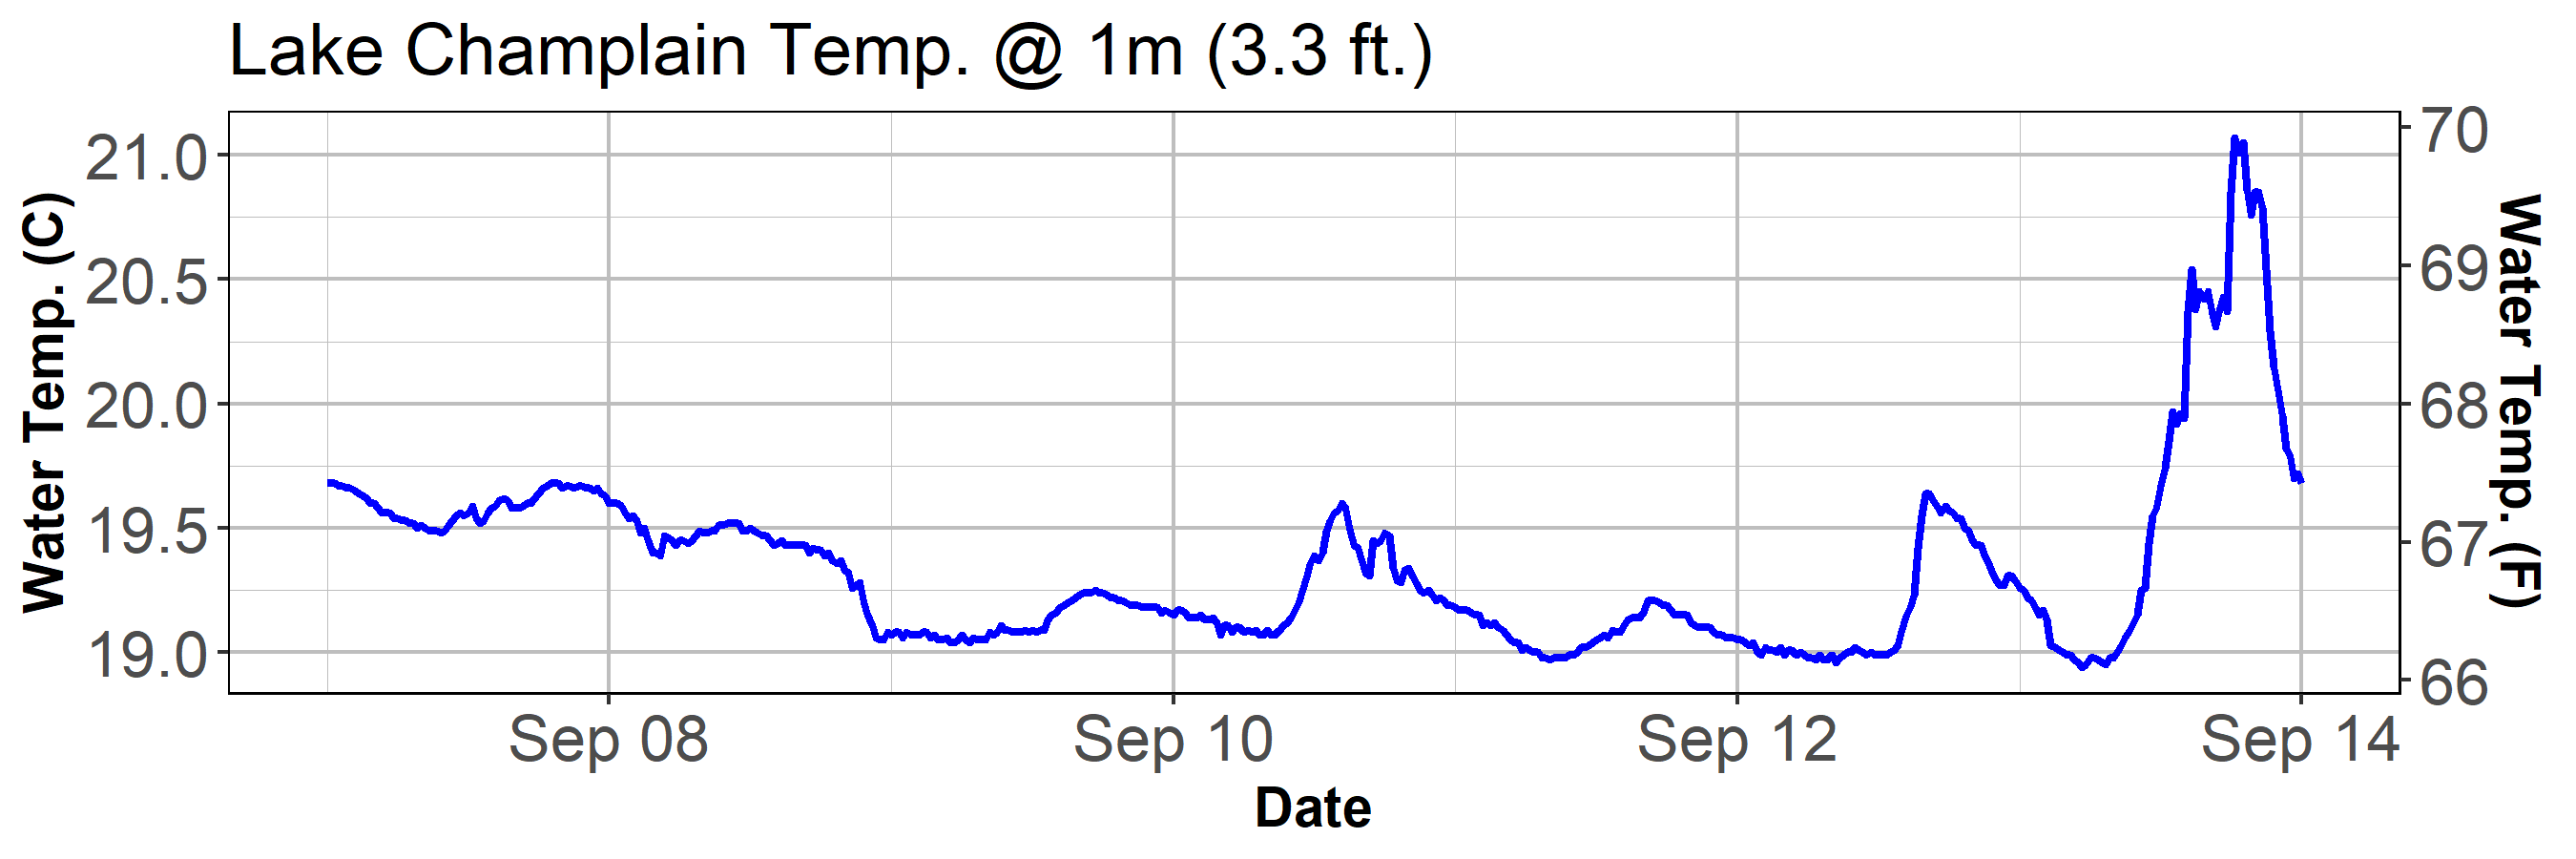 Lake Champlain Temp. @ 1m (3.3 ft.)
Water Temp. (C)
21.0
20.5
20.0
19.5
19.0
70
69
68
67
66
Water Temp. (F)
Sep 08 Sep 10 Sep 12 Sep 14
Date